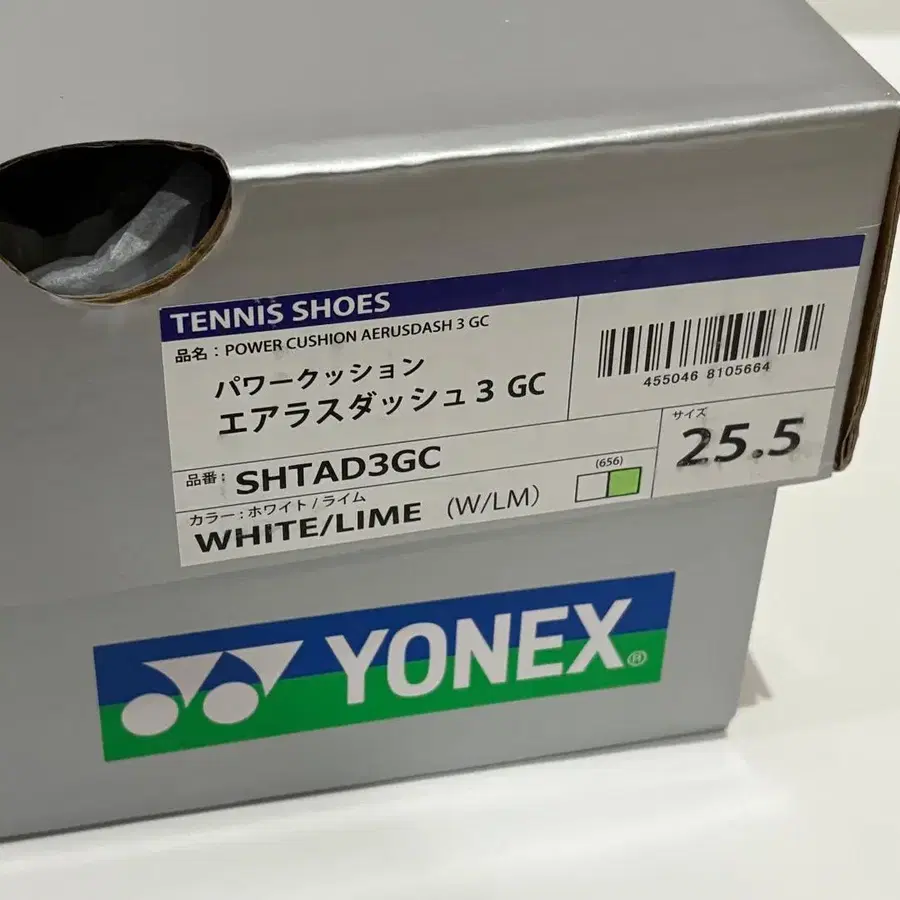 TENNIS SHOES
品名：POWER CUSHION AERUSDASH 3 GC
パワークッション
エアラスダッシュ3 GC
455046 8105664
品番：SHTAD3GC
サイズ
25.5
カラー：ホワイト/ライム
WHITE/LIME (W/LM)
(656)
YONEX®